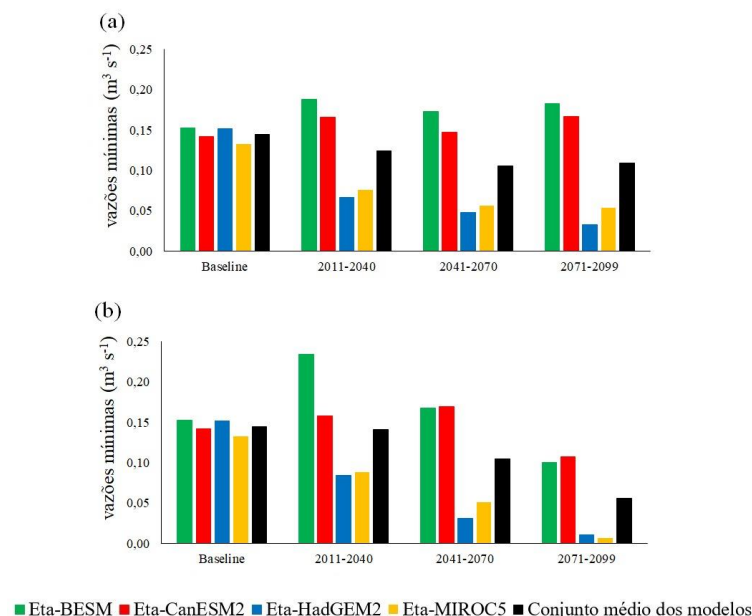 (a)
vazões mínimas (m³ s⁻¹)
0,25
0,20
0,15
0,10
0,05
0,00
Baseline 2011-2040 2041-2070 2071-2099
(b)
vazões mínimas (m³ s⁻¹)
0,25
0,20
0,15
0,10
0,05
0,00
Baseline 2011-2040 2041-2070 2071-2099
Eta-BESM Eta-CanESM2 Eta-HadGEM2 Eta-MIROC5 Conjunto médio dos modelos